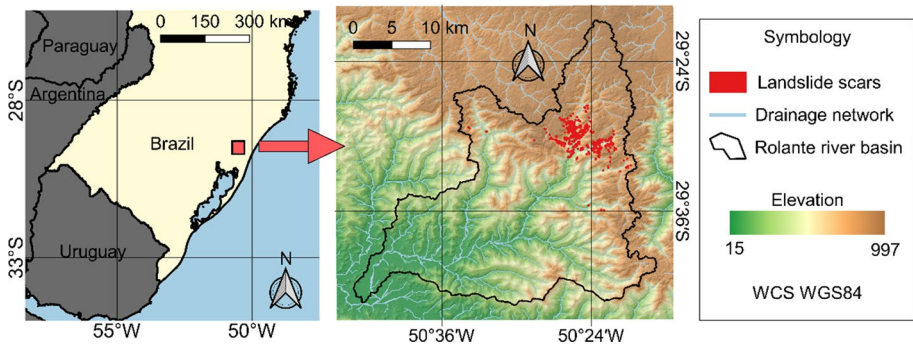 0 150 300 km
Paraguay
Argentina
Brazil
Uruguay
28°S
33°S
55°W
50°W
N
0 5 10 km
N
29°24'S
29°36'S
50°36'W
50°24'W
Symbology
Landslide scars
Drainage network
Rolante river basin
Elevation
15 997
WCS WGS84